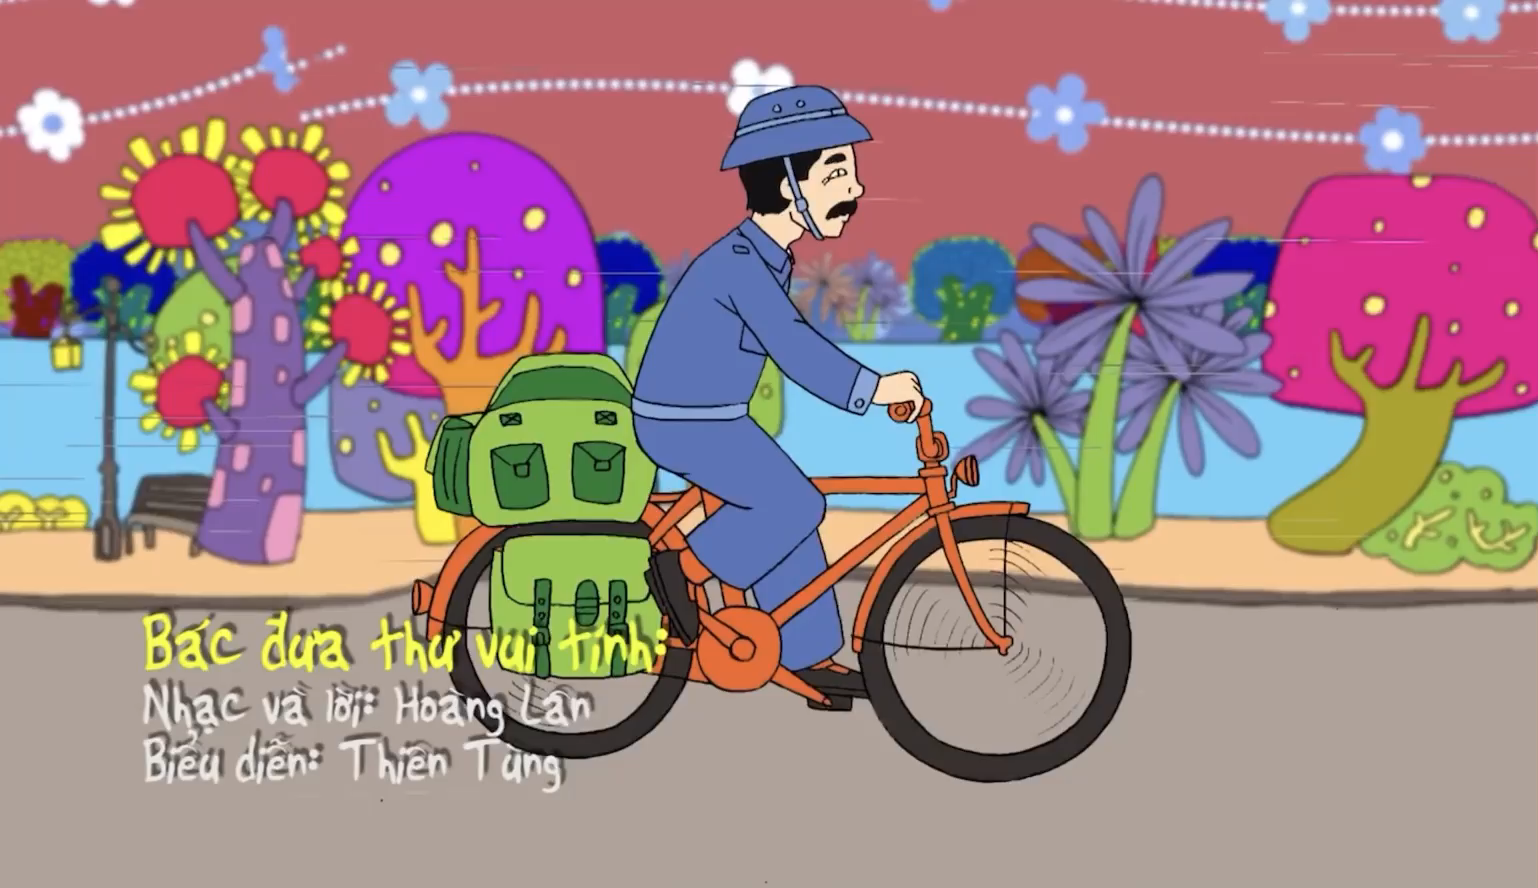 Bác đưa thư vui tính:
Nhạc và lời: Hoàng Lân
Biểu diễn: Thiên Tùng